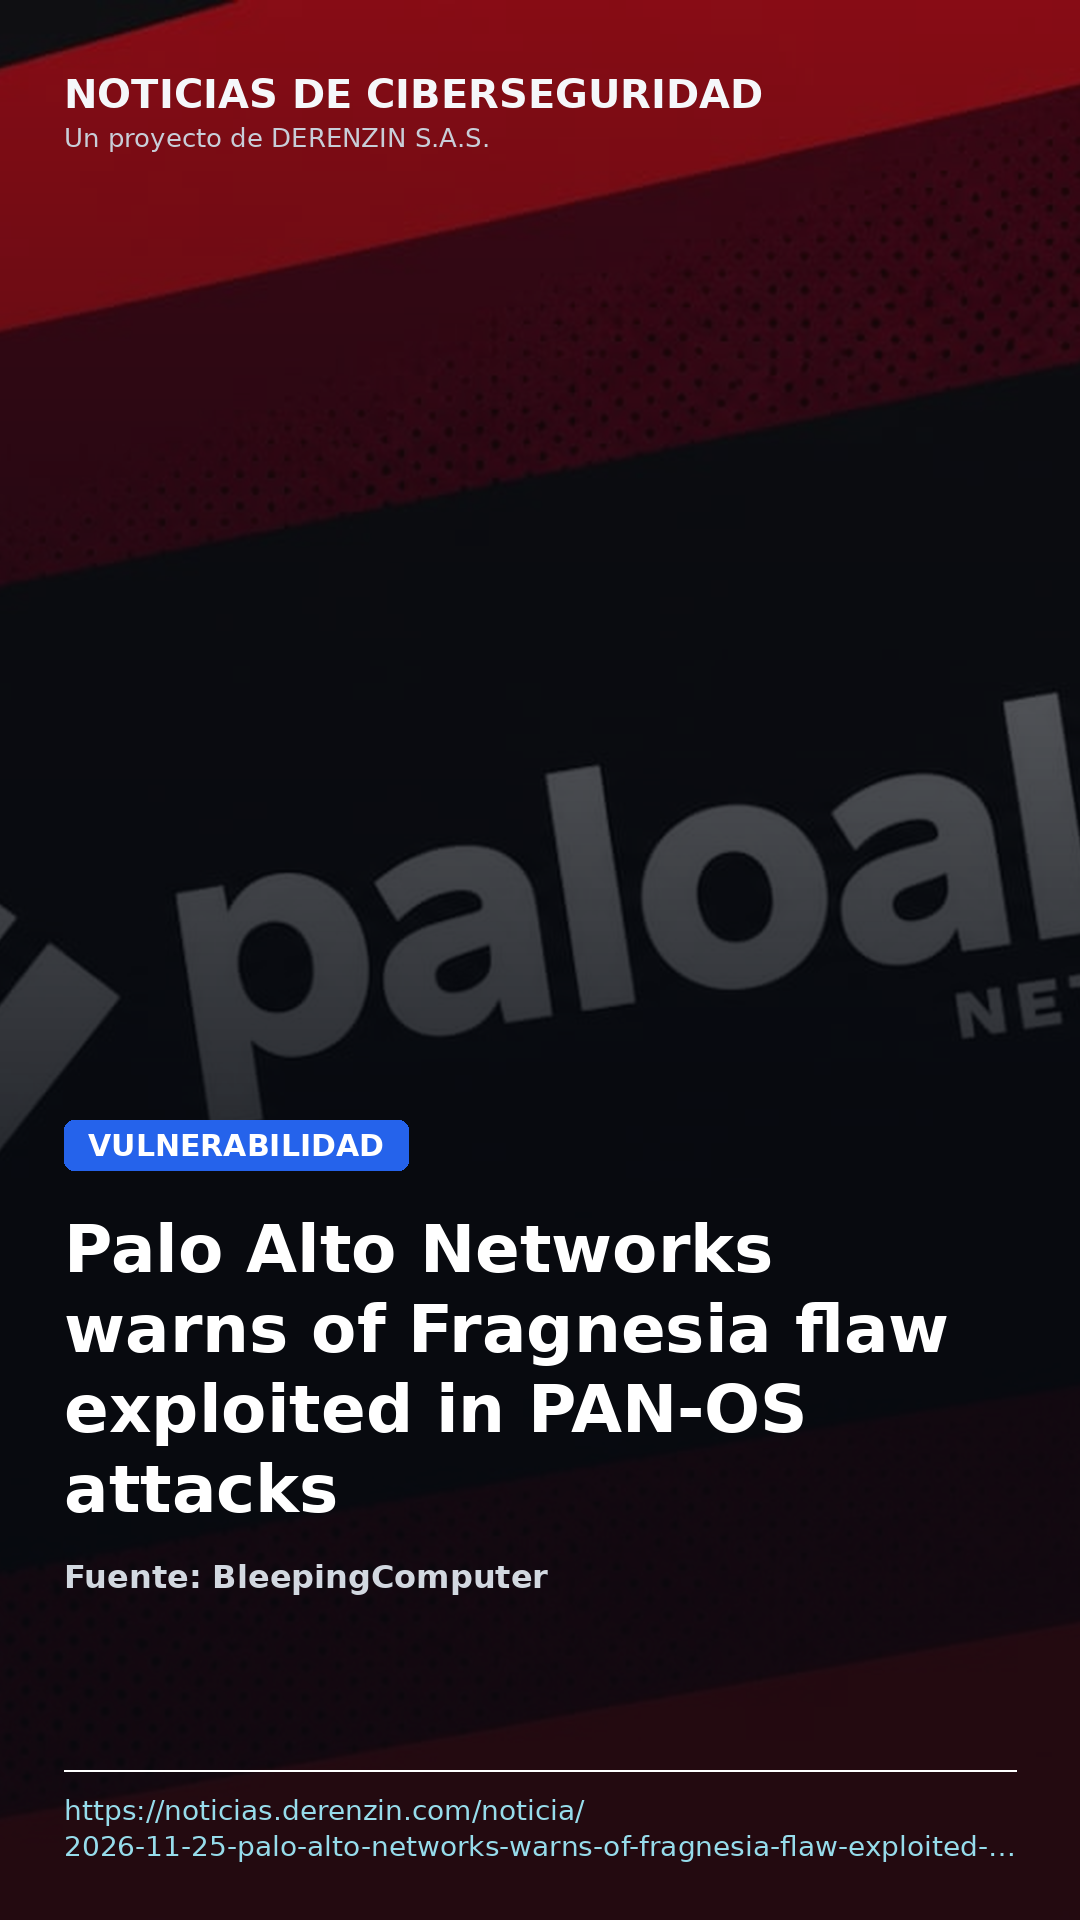 NOTICIAS DE CIBERSEGURIDAD
Un proyecto de DERENZIN S.A.S.
paloal
NET
VULNERABILIDAD
Palo Alto Networks
warns of Fragnesia flaw
exploited in PAN-OS
attacks
Fuente: BleepingComputer
https://noticias.derenzin.com/noticia/
2026-11-25-palo-alto-networks-warns-of-fragnesia-flaw-exploited-…